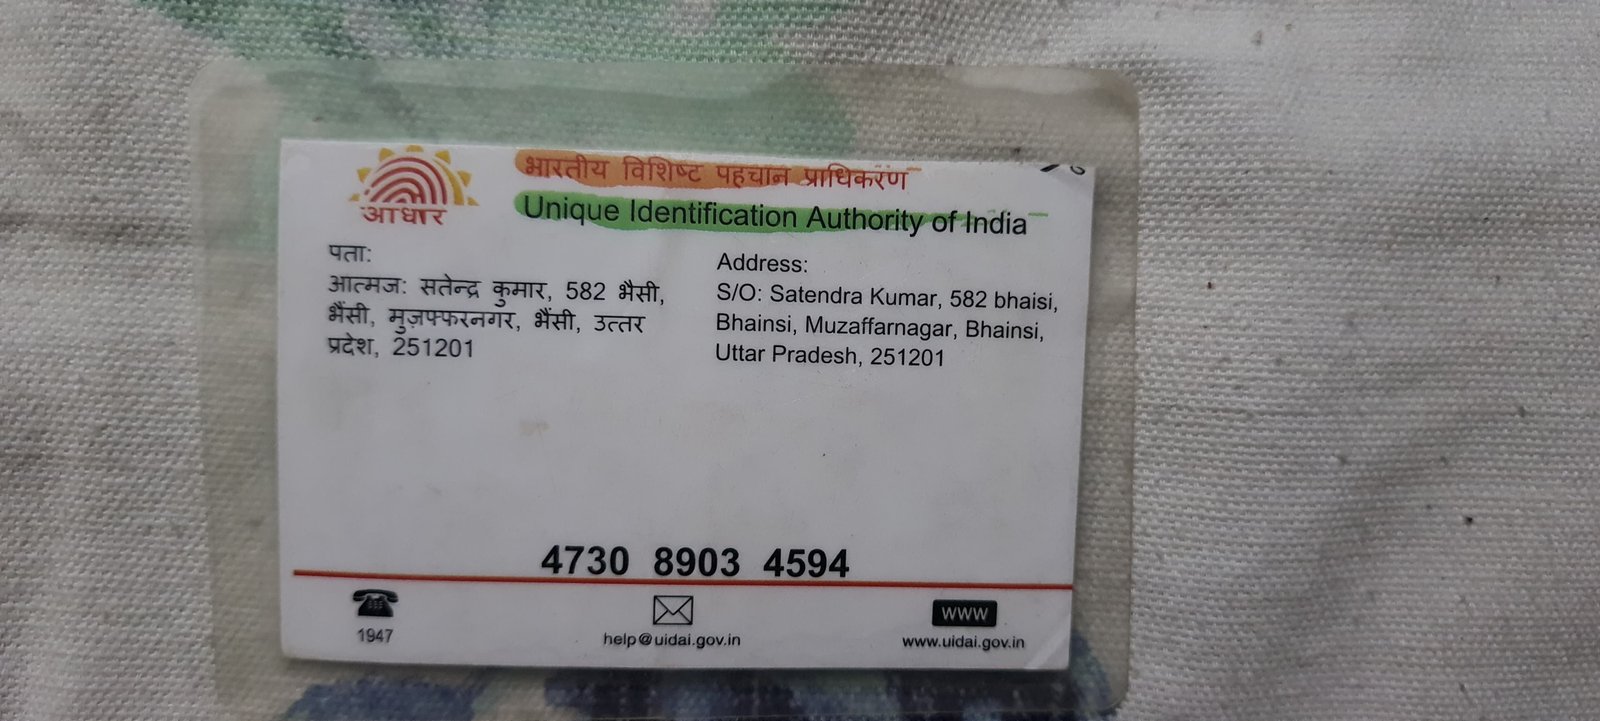 आधार
भारतीय विशिष्ट पहचान प्राधिकरण
Unique Identification Authority of India
पता:
आत्मज: सतेन्द्र कुमार, 582 भैसी,
भैंसी, मुज़फ्फरनगर, भैंसी, उत्तर
प्रदेश, 251201
Address:
S/O: Satendra Kumar, 582 bhaisi,
Bhainsi, Muzaffarnagar, Bhainsi,
Uttar Pradesh, 251201
4730 8903 4594
1947
help@uidai.gov.in
www
www.uidai.gov.in